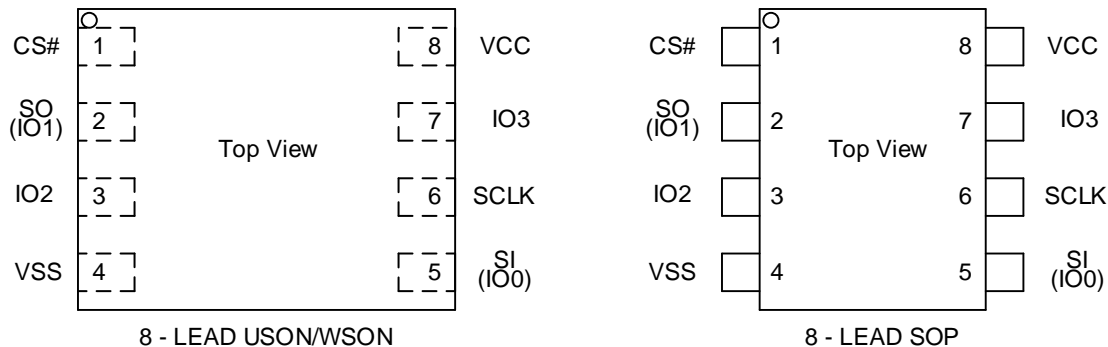 CS# 1 8 VCC
SO
(IO1) 2 7 IO3
Top View
IO2 3 6 SCLK
VSS 4 5 SI
(IO0)
8 - LEAD USON/WSON
CS# 1 8 VCC
SO
(IO1) 2 7 IO3
Top View
IO2 3 6 SCLK
VSS 4 5 SI
(IO0)
8 - LEAD SOP